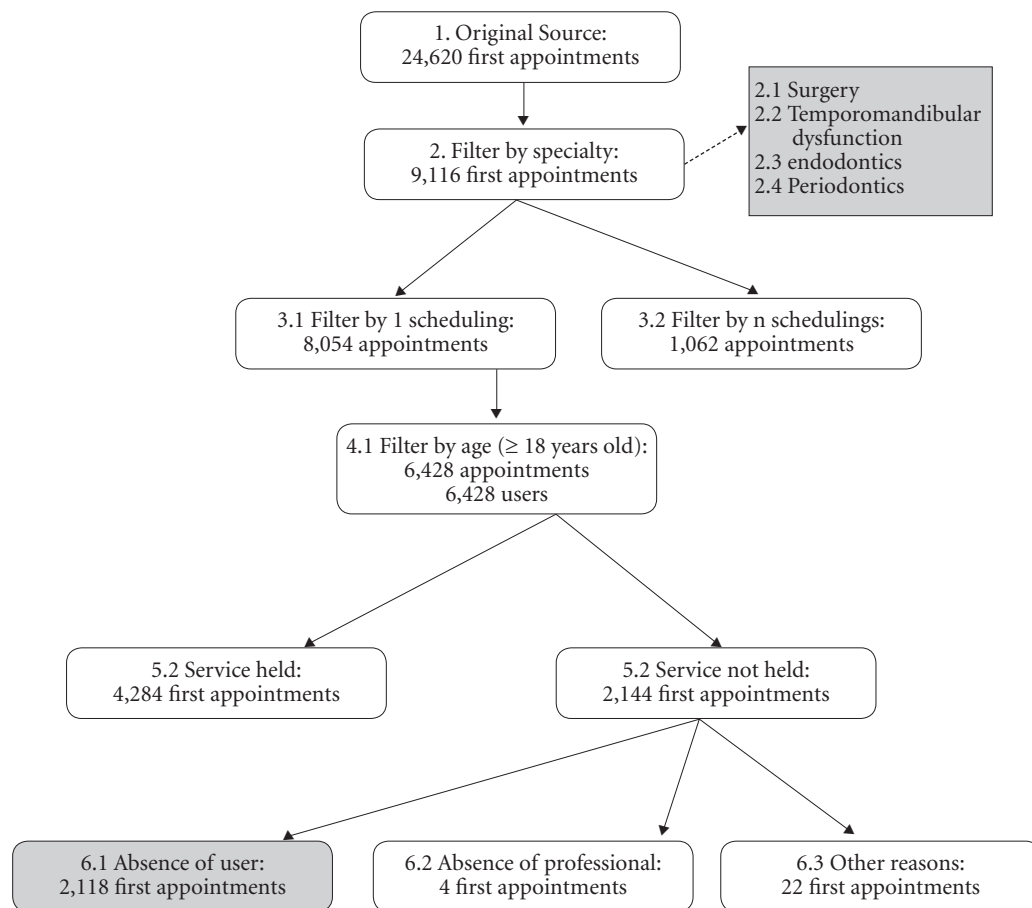 1. Original Source:
24,620 first appointments
2.1 Surgery
2.2 Temporomandibular
dysfunction
2.3 endodontics
2.4 Periodontics
2. Filter by specialty:
9,116 first appointments
3.1 Filter by 1 scheduling:
8,054 appointments
3.2 Filter by n schedulings:
1,062 appointments
4.1 Filter by age (≥ 18 years old):
6,428 appointments
6,428 users
5.2 Service held:
4,284 first appointments
5.2 Service not held:
2,144 first appointments
6.1 Absence of user:
2,118 first appointments
6.2 Absence of professional:
4 first appointments
6.3 Other reasons:
22 first appointments